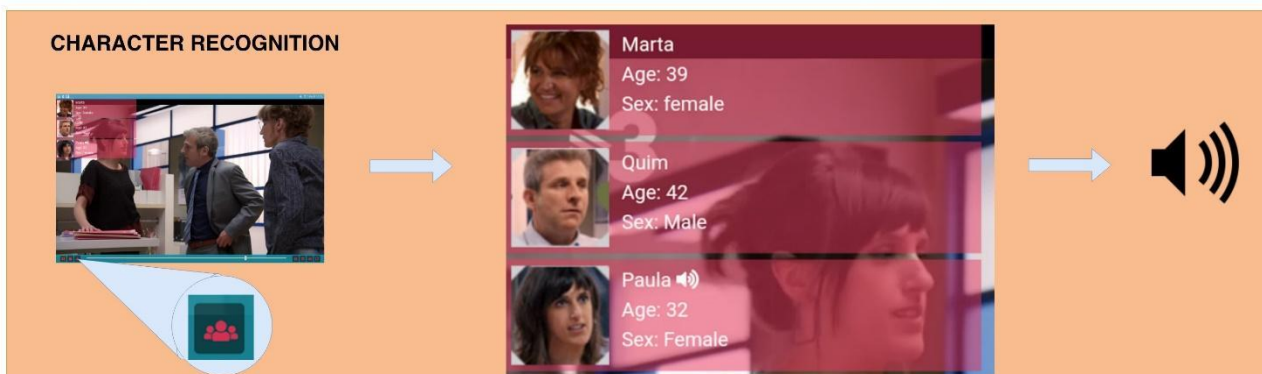 CHARACTER RECOGNITION
Marta
Age: 39
Sex: female
Quim
Age: 42
Sex: Male
Paula
Age: 32
Sex: Female